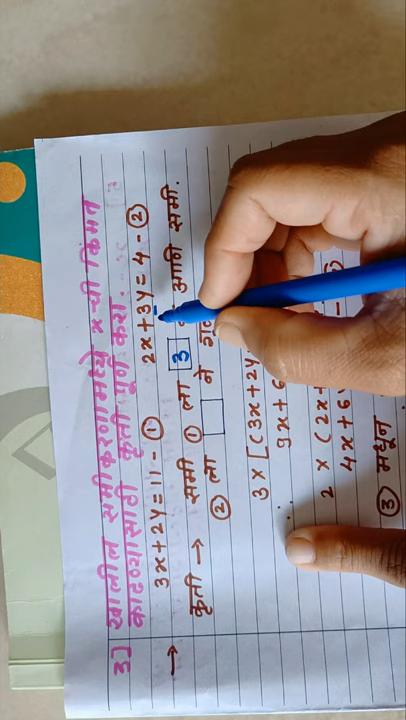 3] खालील समीकरणामध्ये x ची किंमत
काढण्यासाठी कृती पूर्ण करा.
→ 3x+2y=11 - ① 2x+3y=4 - ②
कृती → समी ① ला 3 आणि समी.
② ला □ ने
3 x [(3x+2y
9x+6
2 x (2x+
4x+6
③ मधून